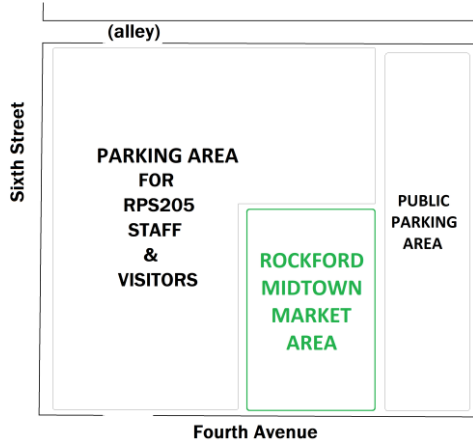 (alley)
Sixth Street
PARKING AREA
FOR
RPS205
STAFF
&
VISITORS
PUBLIC
PARKING
AREA
ROCKFORD
MIDTOWN
MARKET
AREA
Fourth Avenue